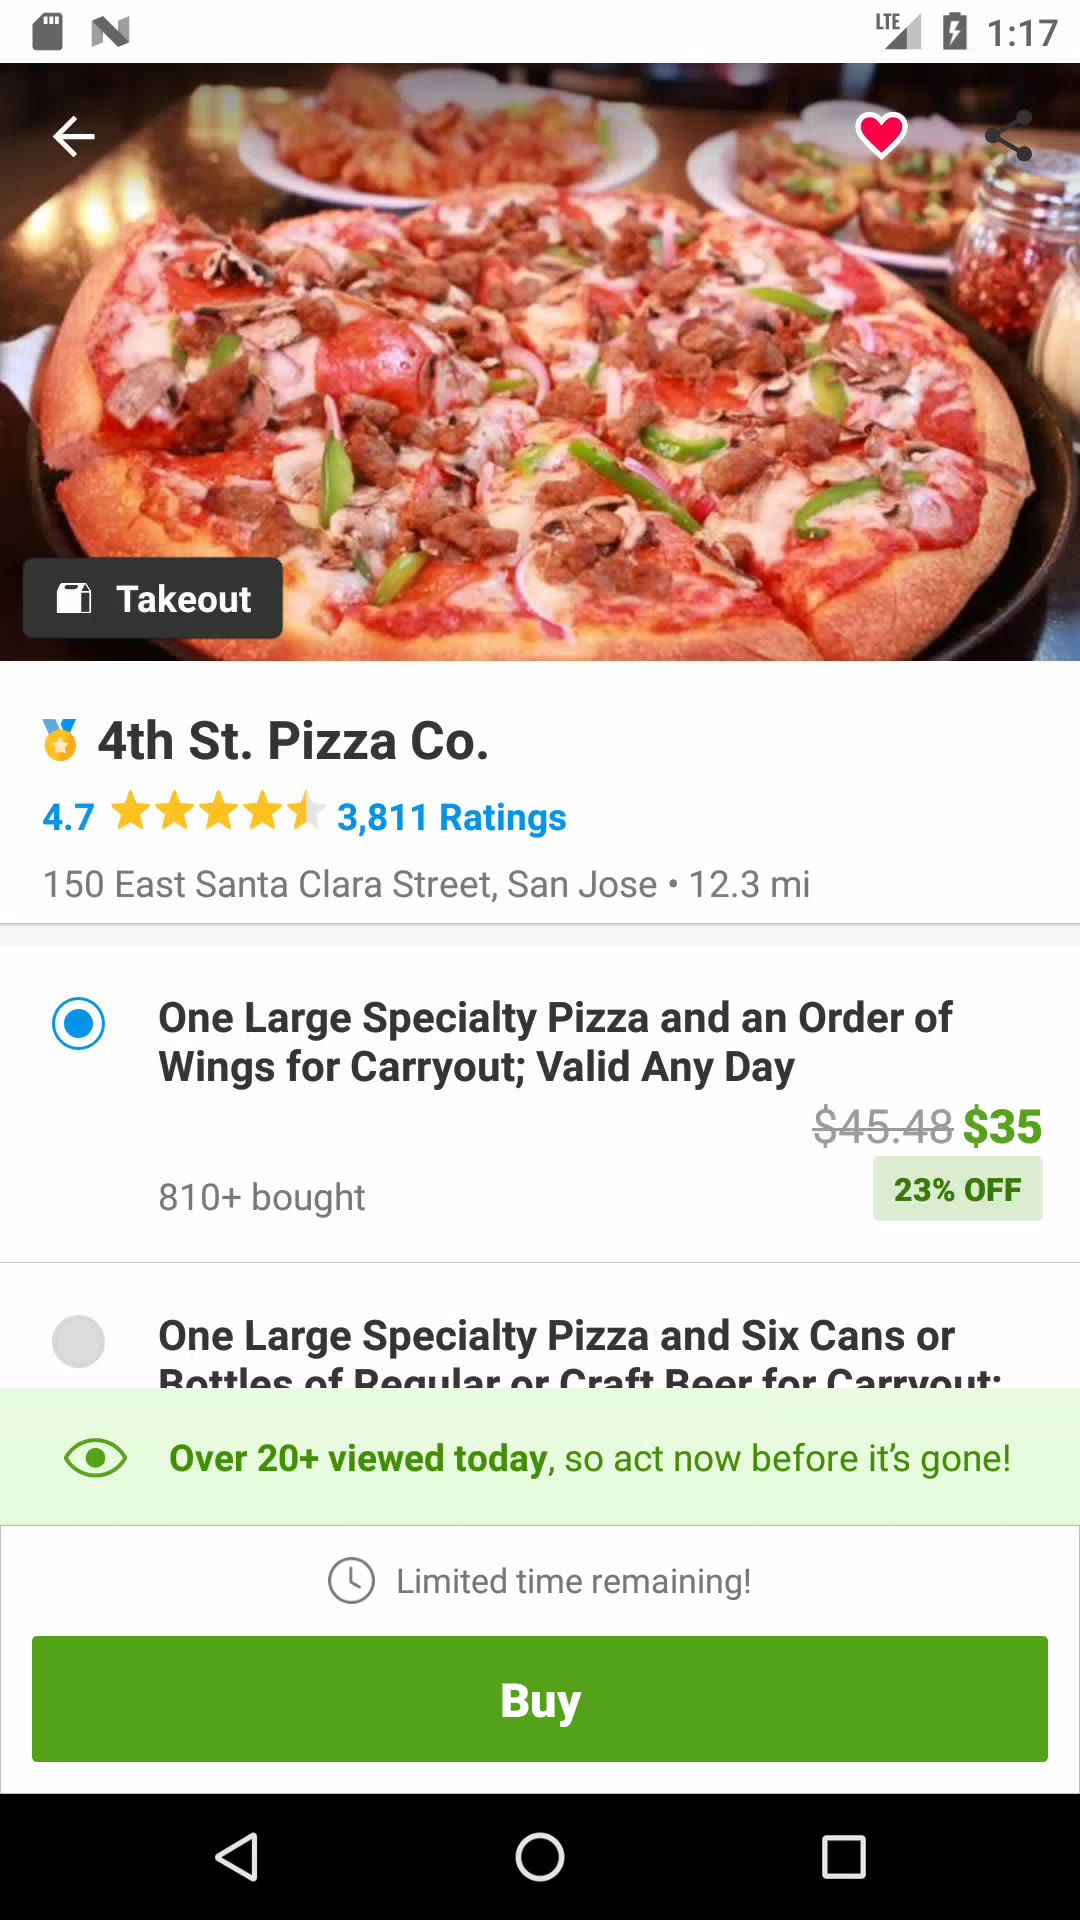 LTE 1:17
Takeout
4th St. Pizza Co.
4.7 3,811 Ratings
150 East Santa Clara Street, San Jose • 12.3 mi
One Large Specialty Pizza and an Order of
Wings for Carryout; Valid Any Day
$45.48 $35
810+ bought
23% OFF
One Large Specialty Pizza and Six Cans or
Bottles of Regular or Craft Beer for Carryout;
Over 20+ viewed today, so act now before it's gone!
Limited time remaining!
Buy